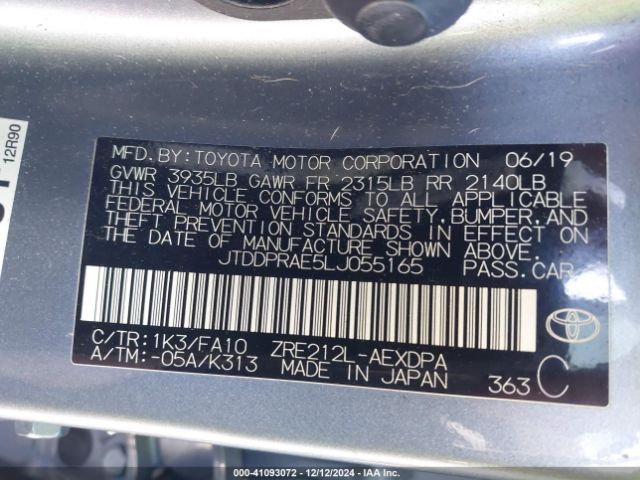 12R90
MFD.BY:TOYOTA MOTOR CORPORATION 06/19
GVWR 3935LB GAWR FR 2315LB RR 2140LB
THIS VEHICLE CONFORMS TO ALL APPLICABLE
FEDERAL MOTOR VEHICLE SAFETY,BUMPER,AND
THEFT PREVENTION STANDARDS IN EFFECT ON
THE DATE OF MANUFACTURE SHOWN ABOVE.
JTDDPRAE5LJ055165 PASS.CAR
C/TR:1K3/FA10 ZRE212L-AEXDPA
A/TM:-05A/K313 MADE IN JAPAN 363 C
000-41093072 - 12/12/2024 - IAAI.COM